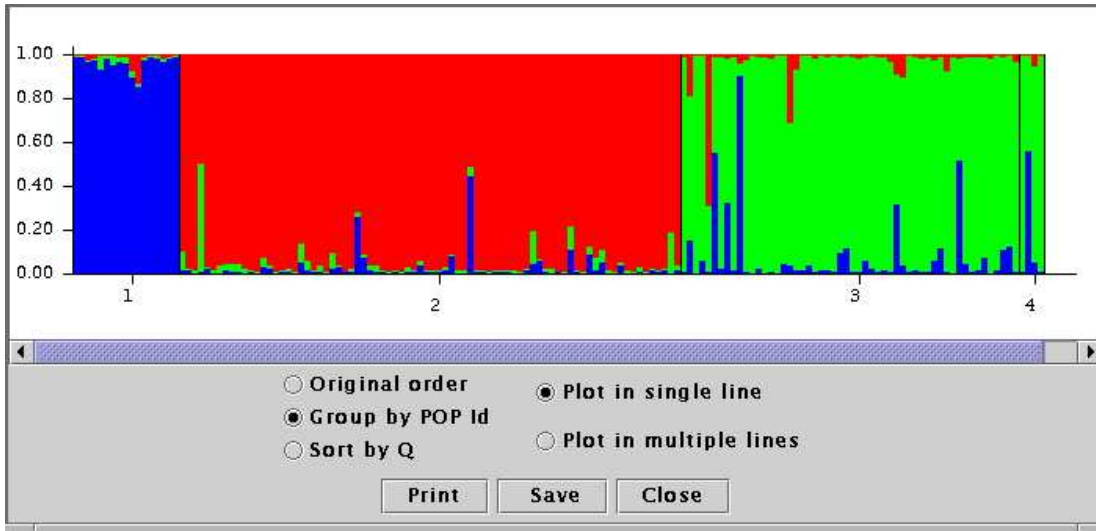 1.00
0.80
0.60
0.40
0.20
0.00
1 2 3 4
Original order
Group by POP Id
Sort by Q
Plot in single line
Plot in multiple lines
Print Save Close